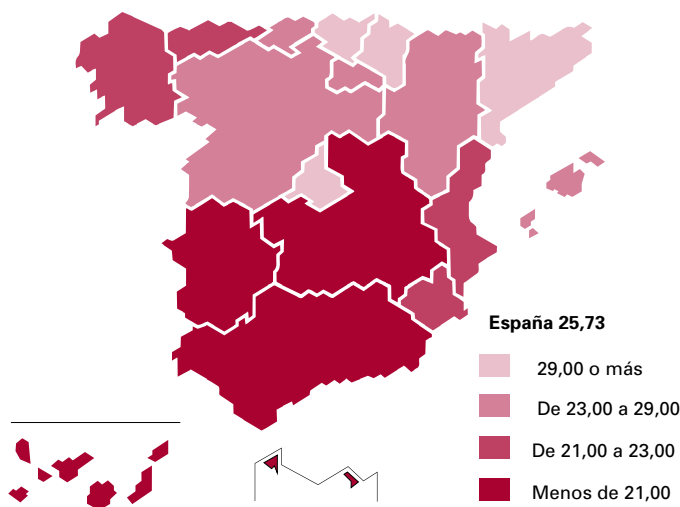 España 25,73
29,00 o más
De 23,00 a 29,00
De 21,00 a 23,00
Menos de 21,00